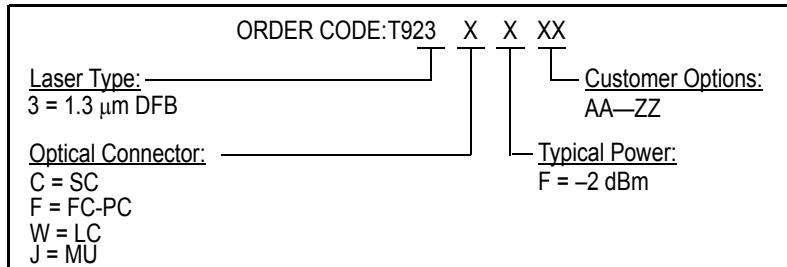 ORDER CODE:T923 X X XX
Laser Type:
3 = 1.3 μm DFB
Optical Connector:
C = SC
F = FC-PC
W = LC
J = MU
Customer Options:
AA—ZZ
Typical Power:
F = –2 dBm